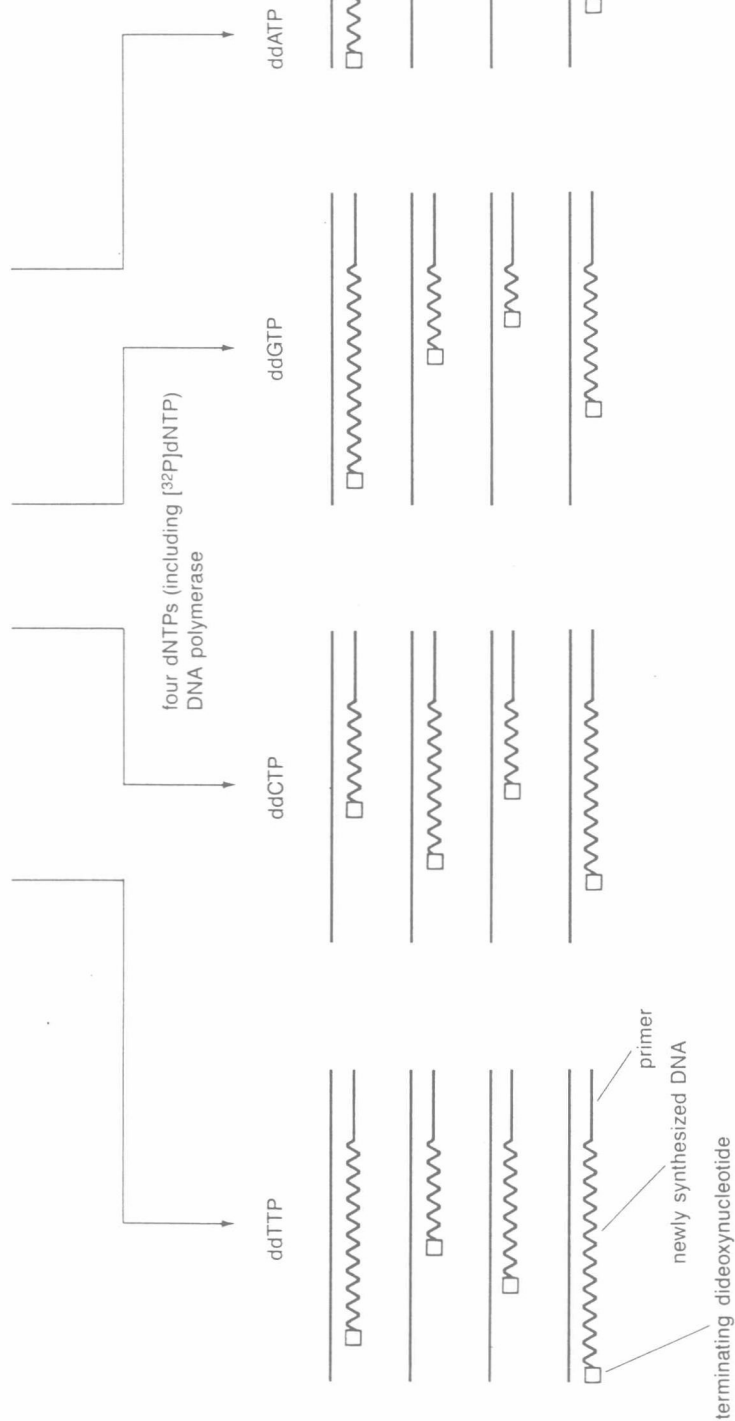 four dNTPs (including [³²P]dNTP)
DNA polymerase
ddTTP
ddCTP
ddGTP
ddATP
primer
newly synthesized DNA
terminating dideoxynucleotide